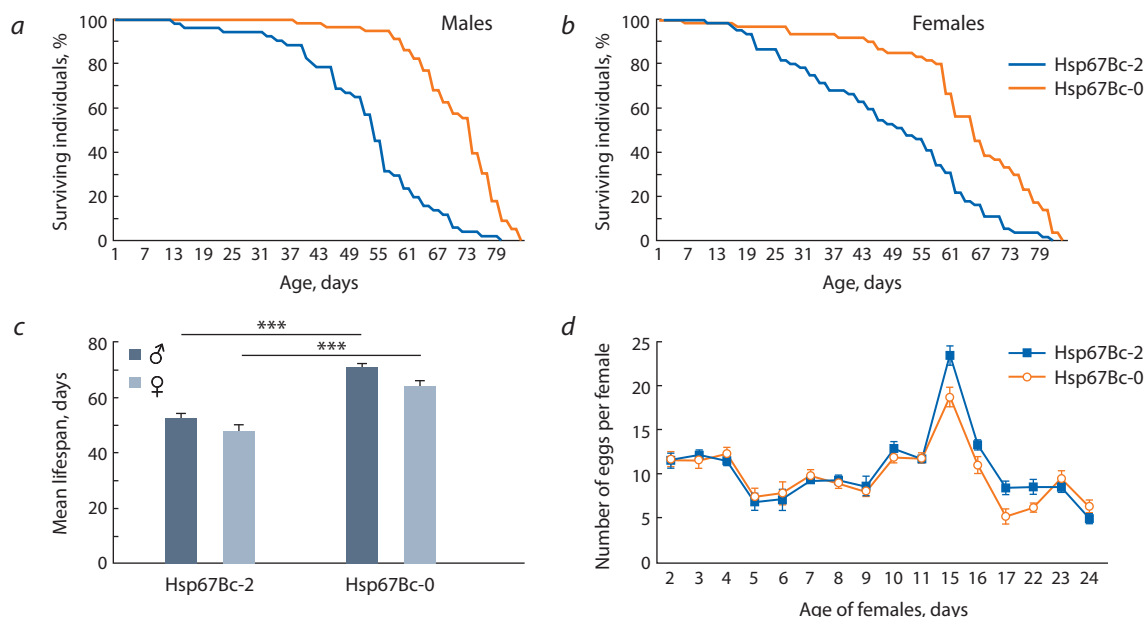 a
Males
Surviving individuals, %
100
80
60
40
20
0
1 7 13 19 25 31 37 43 49 55 61 67 73 79
Age, days
b
Females
Hsp67Bc-2
Hsp67Bc-0
Surviving individuals, %
100
80
60
40
20
0
1 7 13 19 25 31 37 43 49 55 61 67 73 79
Age, days
c
***
***
♂
♀
Mean lifespan, days
80
60
40
20
0
Hsp67Bc-2 Hsp67Bc-0
d
Hsp67Bc-2
Hsp67Bc-0
Number of eggs per female
25
20
15
10
5
0
2 3 4 5 6 7 8 9 10 11 15 16 17 22 23 24
Age of females, days